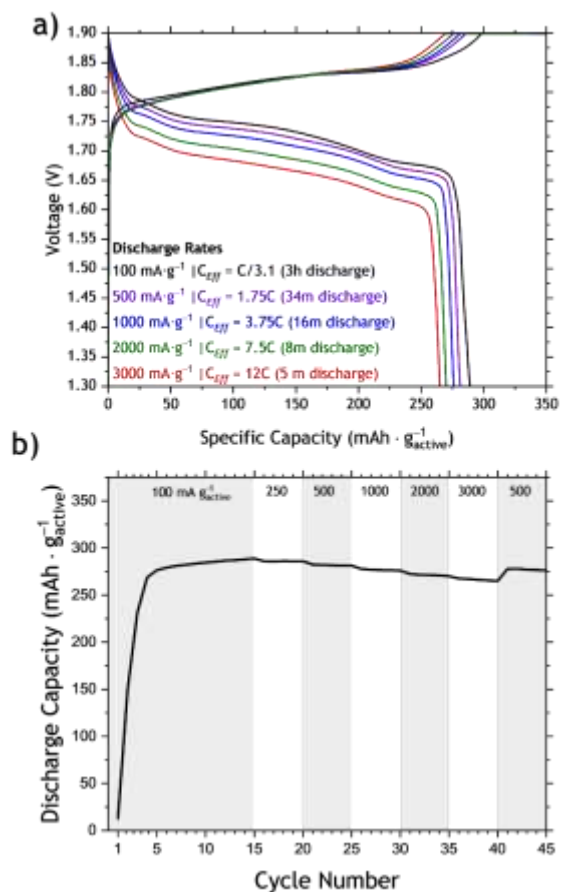 a)
1.90
1.85
1.80
1.75
1.70
1.65
1.60
1.55
1.50
1.45
1.40
1.35
1.30
Voltage (V)
Discharge Rates
100 mA·g⁻¹ |C_Eff = C/3.1 (3h discharge)
500 mA·g⁻¹ |C_Eff = 1.75C (34m discharge)
1000 mA·g⁻¹ |C_Eff = 3.75C (16m discharge)
2000 mA·g⁻¹ |C_Eff = 7.5C (8m discharge)
3000 mA·g⁻¹ |C_Eff = 12C (5 m discharge)
0 50 100 150 200 250 300 350
Specific Capacity (mAh · g⁻¹_active)
b)
350
300
250
200
150
100
50
0
Discharge Capacity (mAh · g⁻¹_active)
100 mA g⁻¹_active 250 500 1000 2000 3000 500
1 5 10 15 20 25 30 35 40 45
Cycle Number